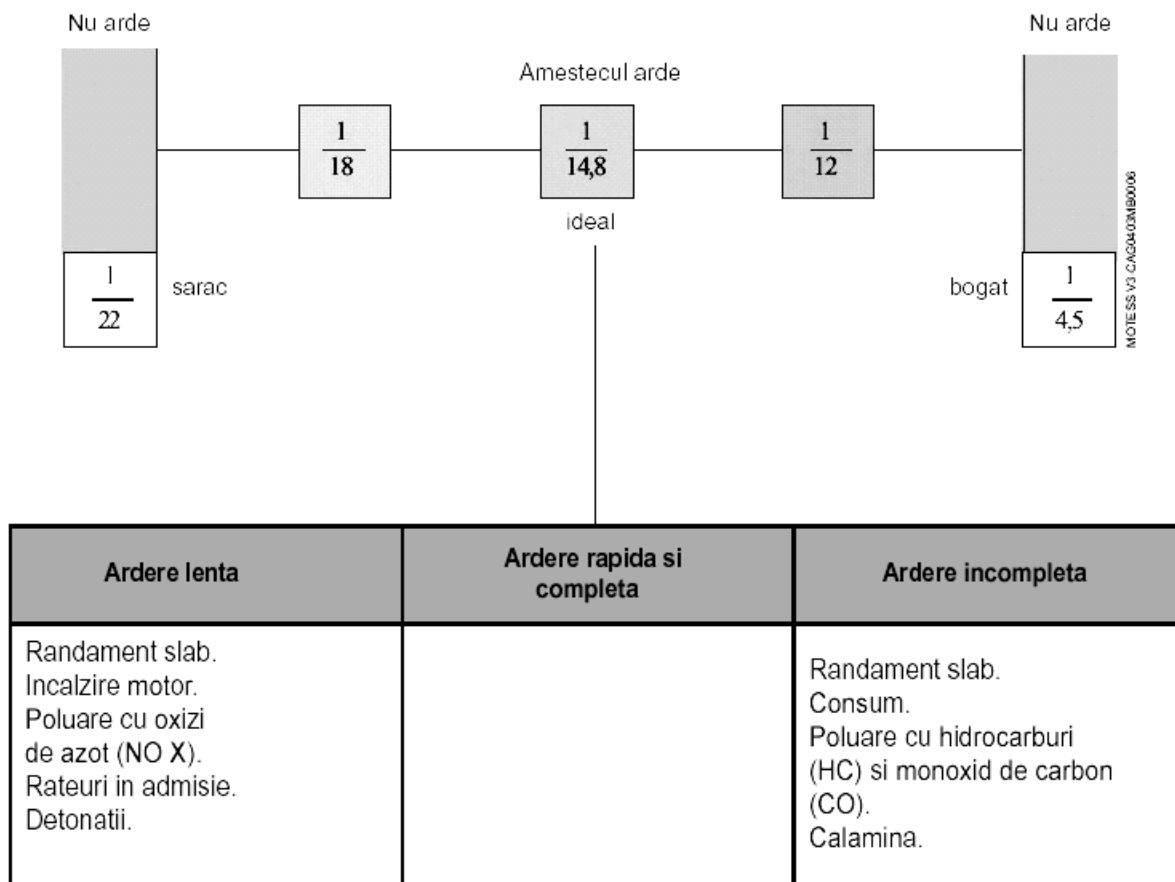 Nu arde
Nu arde
Amestecul arde
1
18
1
14,8
1
12
ideal
1
22
sarac
bogat
1
4,5
MOTESS V3 CAG0403MB0006
Ardere lenta
Ardere rapida si
completa
Ardere incompleta
Randament slab.
Incalzire motor.
Poluare cu oxizi
de azot (NO X).
Rateuri in admisie.
Detonatii.
Randament slab.
Consum.
Poluare cu hidrocarburi
(HC) si monoxid de carbon
(CO).
Calamina.